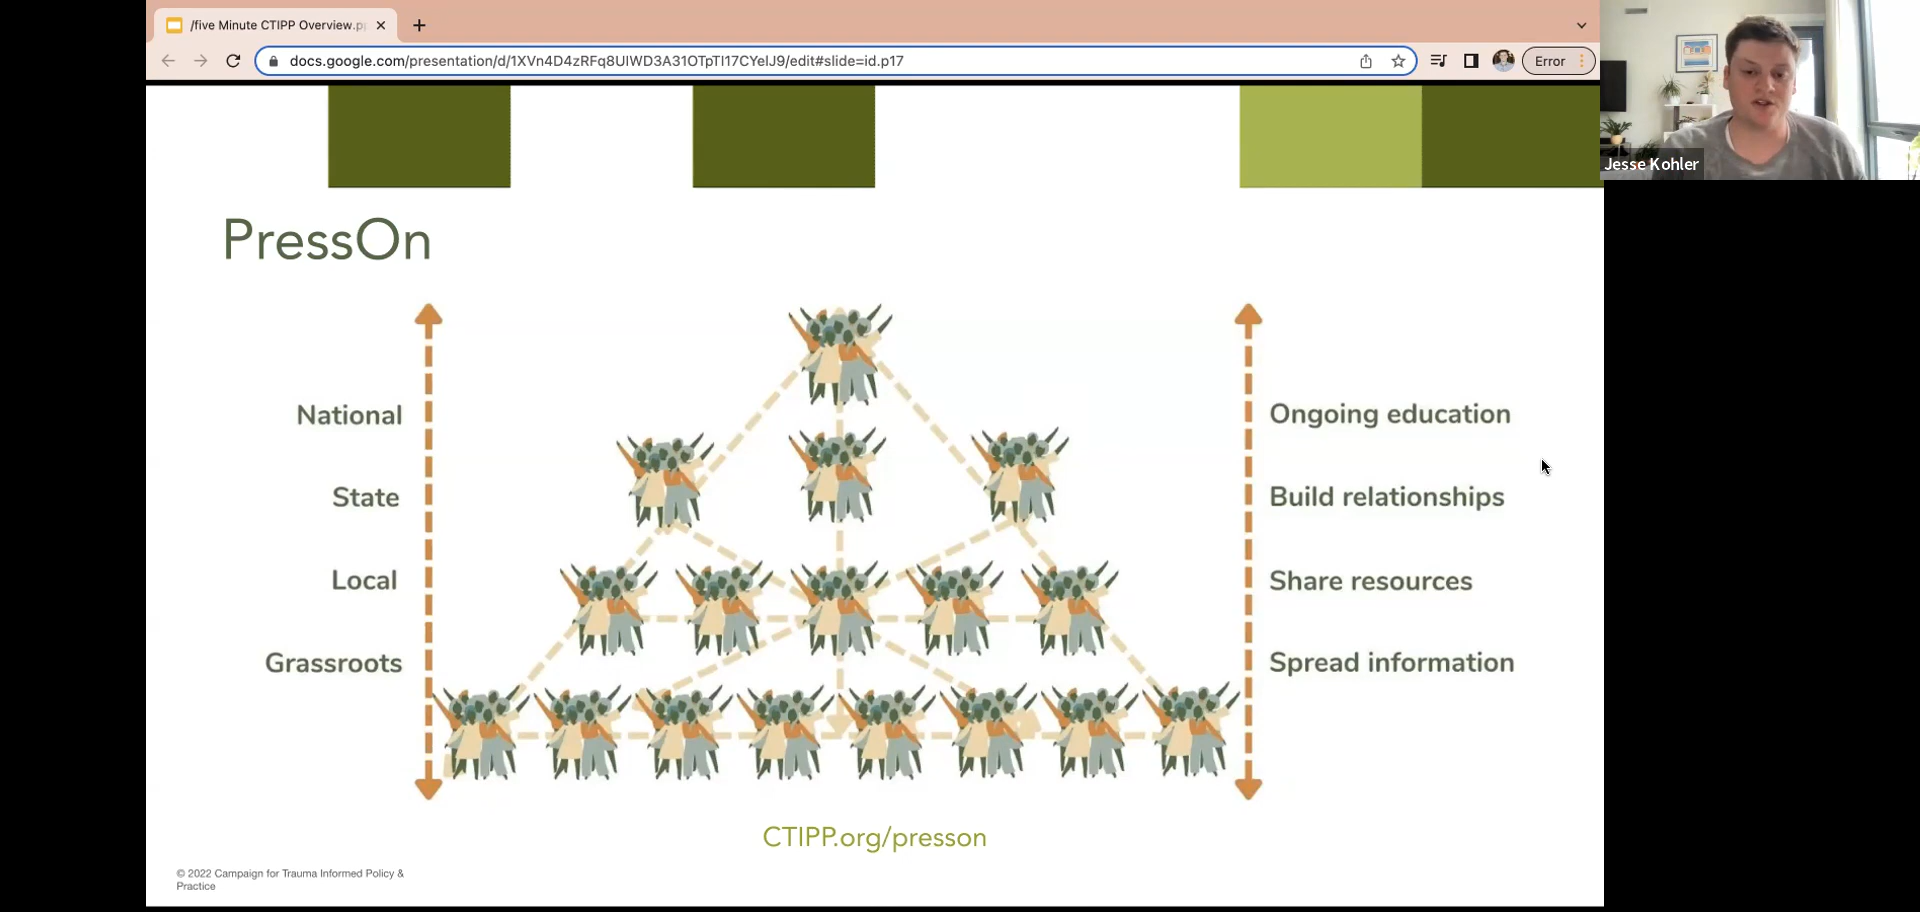 /five Minute CTIPP Overview.p
docs.google.com/presentation/d/1XVn4D4zRFq8UIWD3A31OTpTI17CYelJ9/edit#slide=id.p17
Error
Jesse Kohler
PressOn
National
Ongoing education
State
Build relationships
Local
Share resources
Grassroots
Spread information
CTIPP.org/presson
© 2022 Campaign for Trauma Informed Policy &
Practice